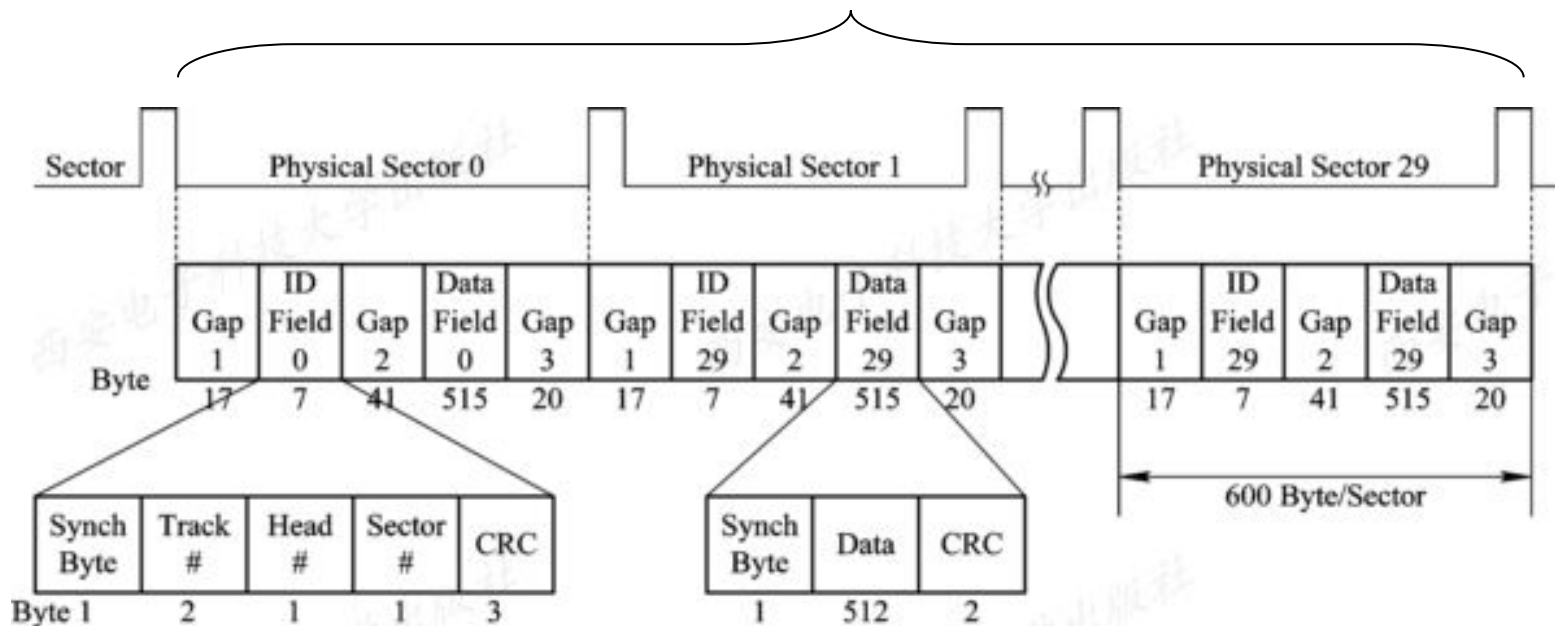 Sector Physical Sector 0 Physical Sector 1 Physical Sector 29
Gap 1 ID Field 0 Gap 2 Data Field 0 Gap 3 Gap 1 ID Field 29 Gap 2 Data Field 29 Gap 3 Gap 1 ID Field 29 Gap 2 Data Field 29 Gap 3
Byte 17 7 41 515 20 17 7 41 515 20 17 7 41 515 20
600 Byte/Sector
Synch Byte Track # Head # Sector # CRC
Byte 1 2 1 1 3
Synch Byte Data CRC
1 512 2